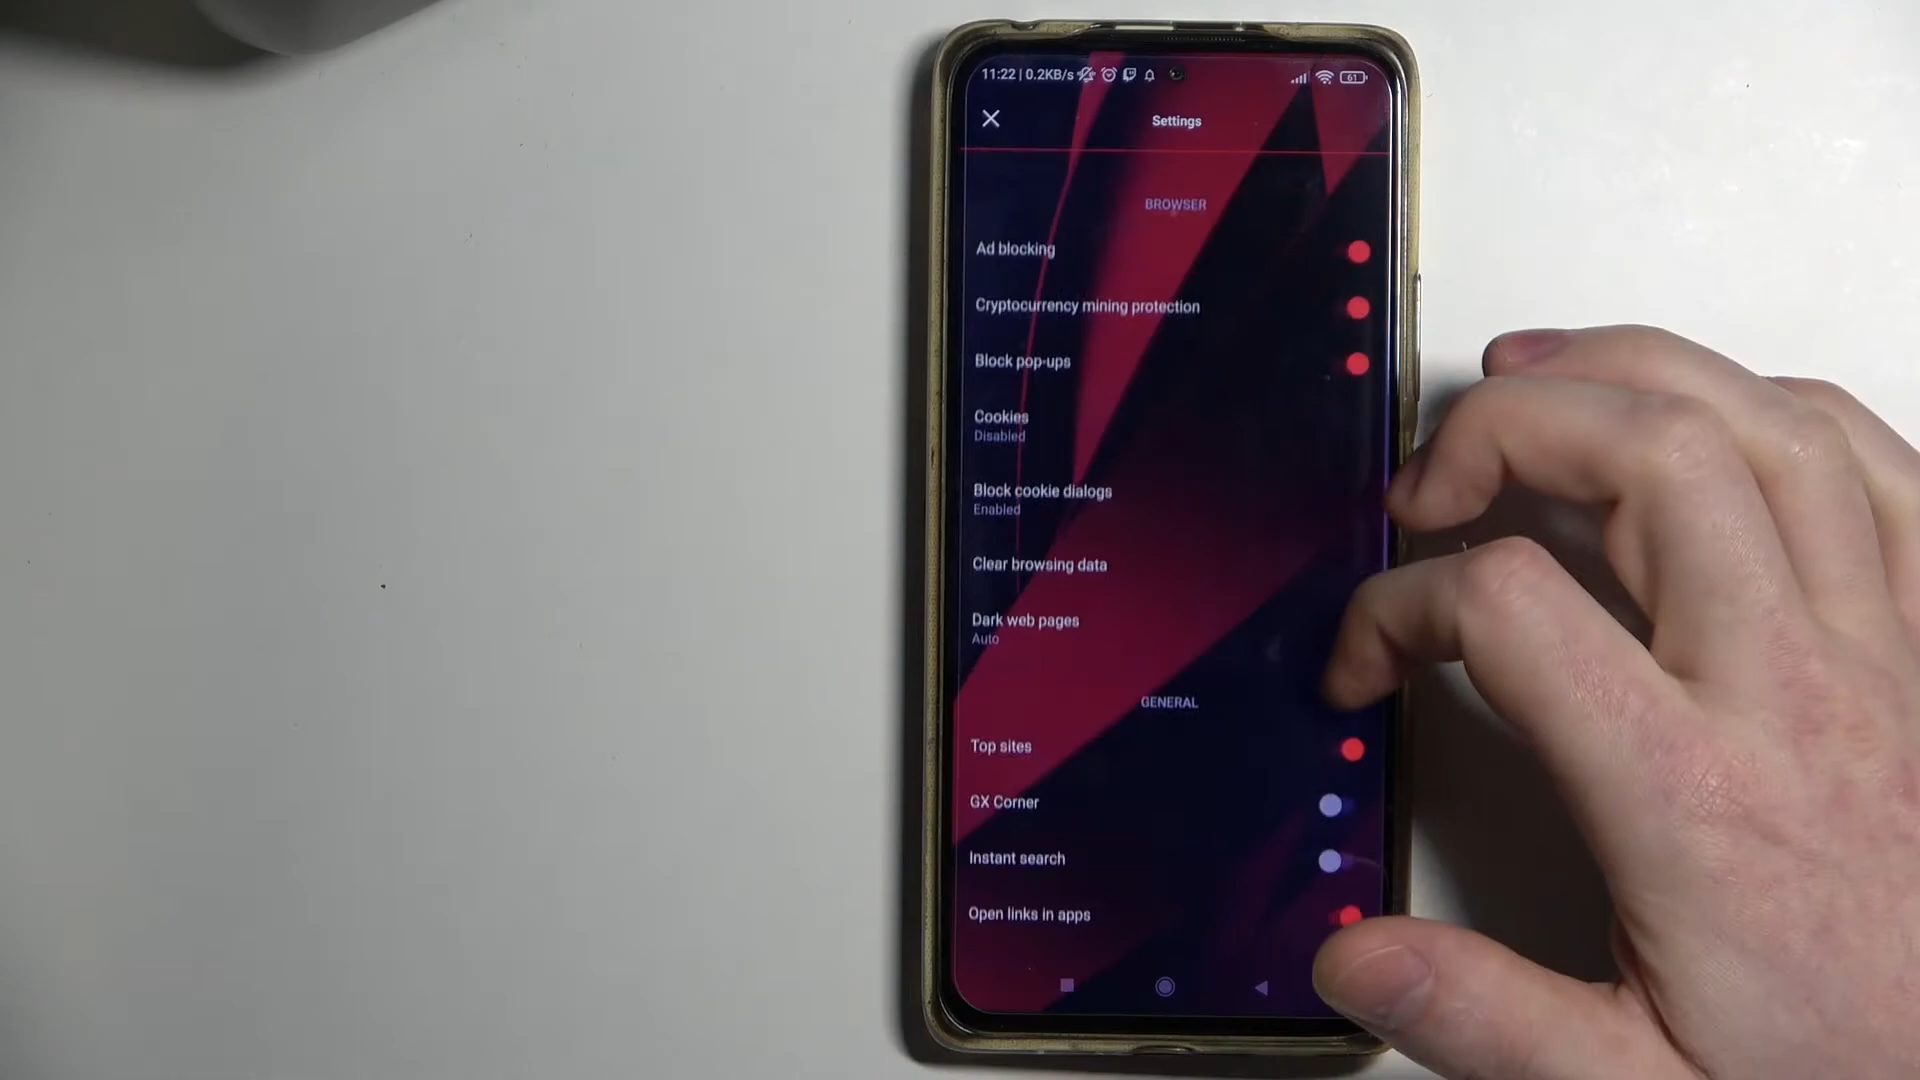 11:22 | 0.2KB/s
61
Settings
BROWSER
Ad blocking
Cryptocurrency mining protection
Block pop-ups
Cookies
Disabled
Block cookie dialogs
Enabled
Clear browsing data
Dark web pages
Auto
GENERAL
Top sites
GX Corner
Instant search
Open links in apps